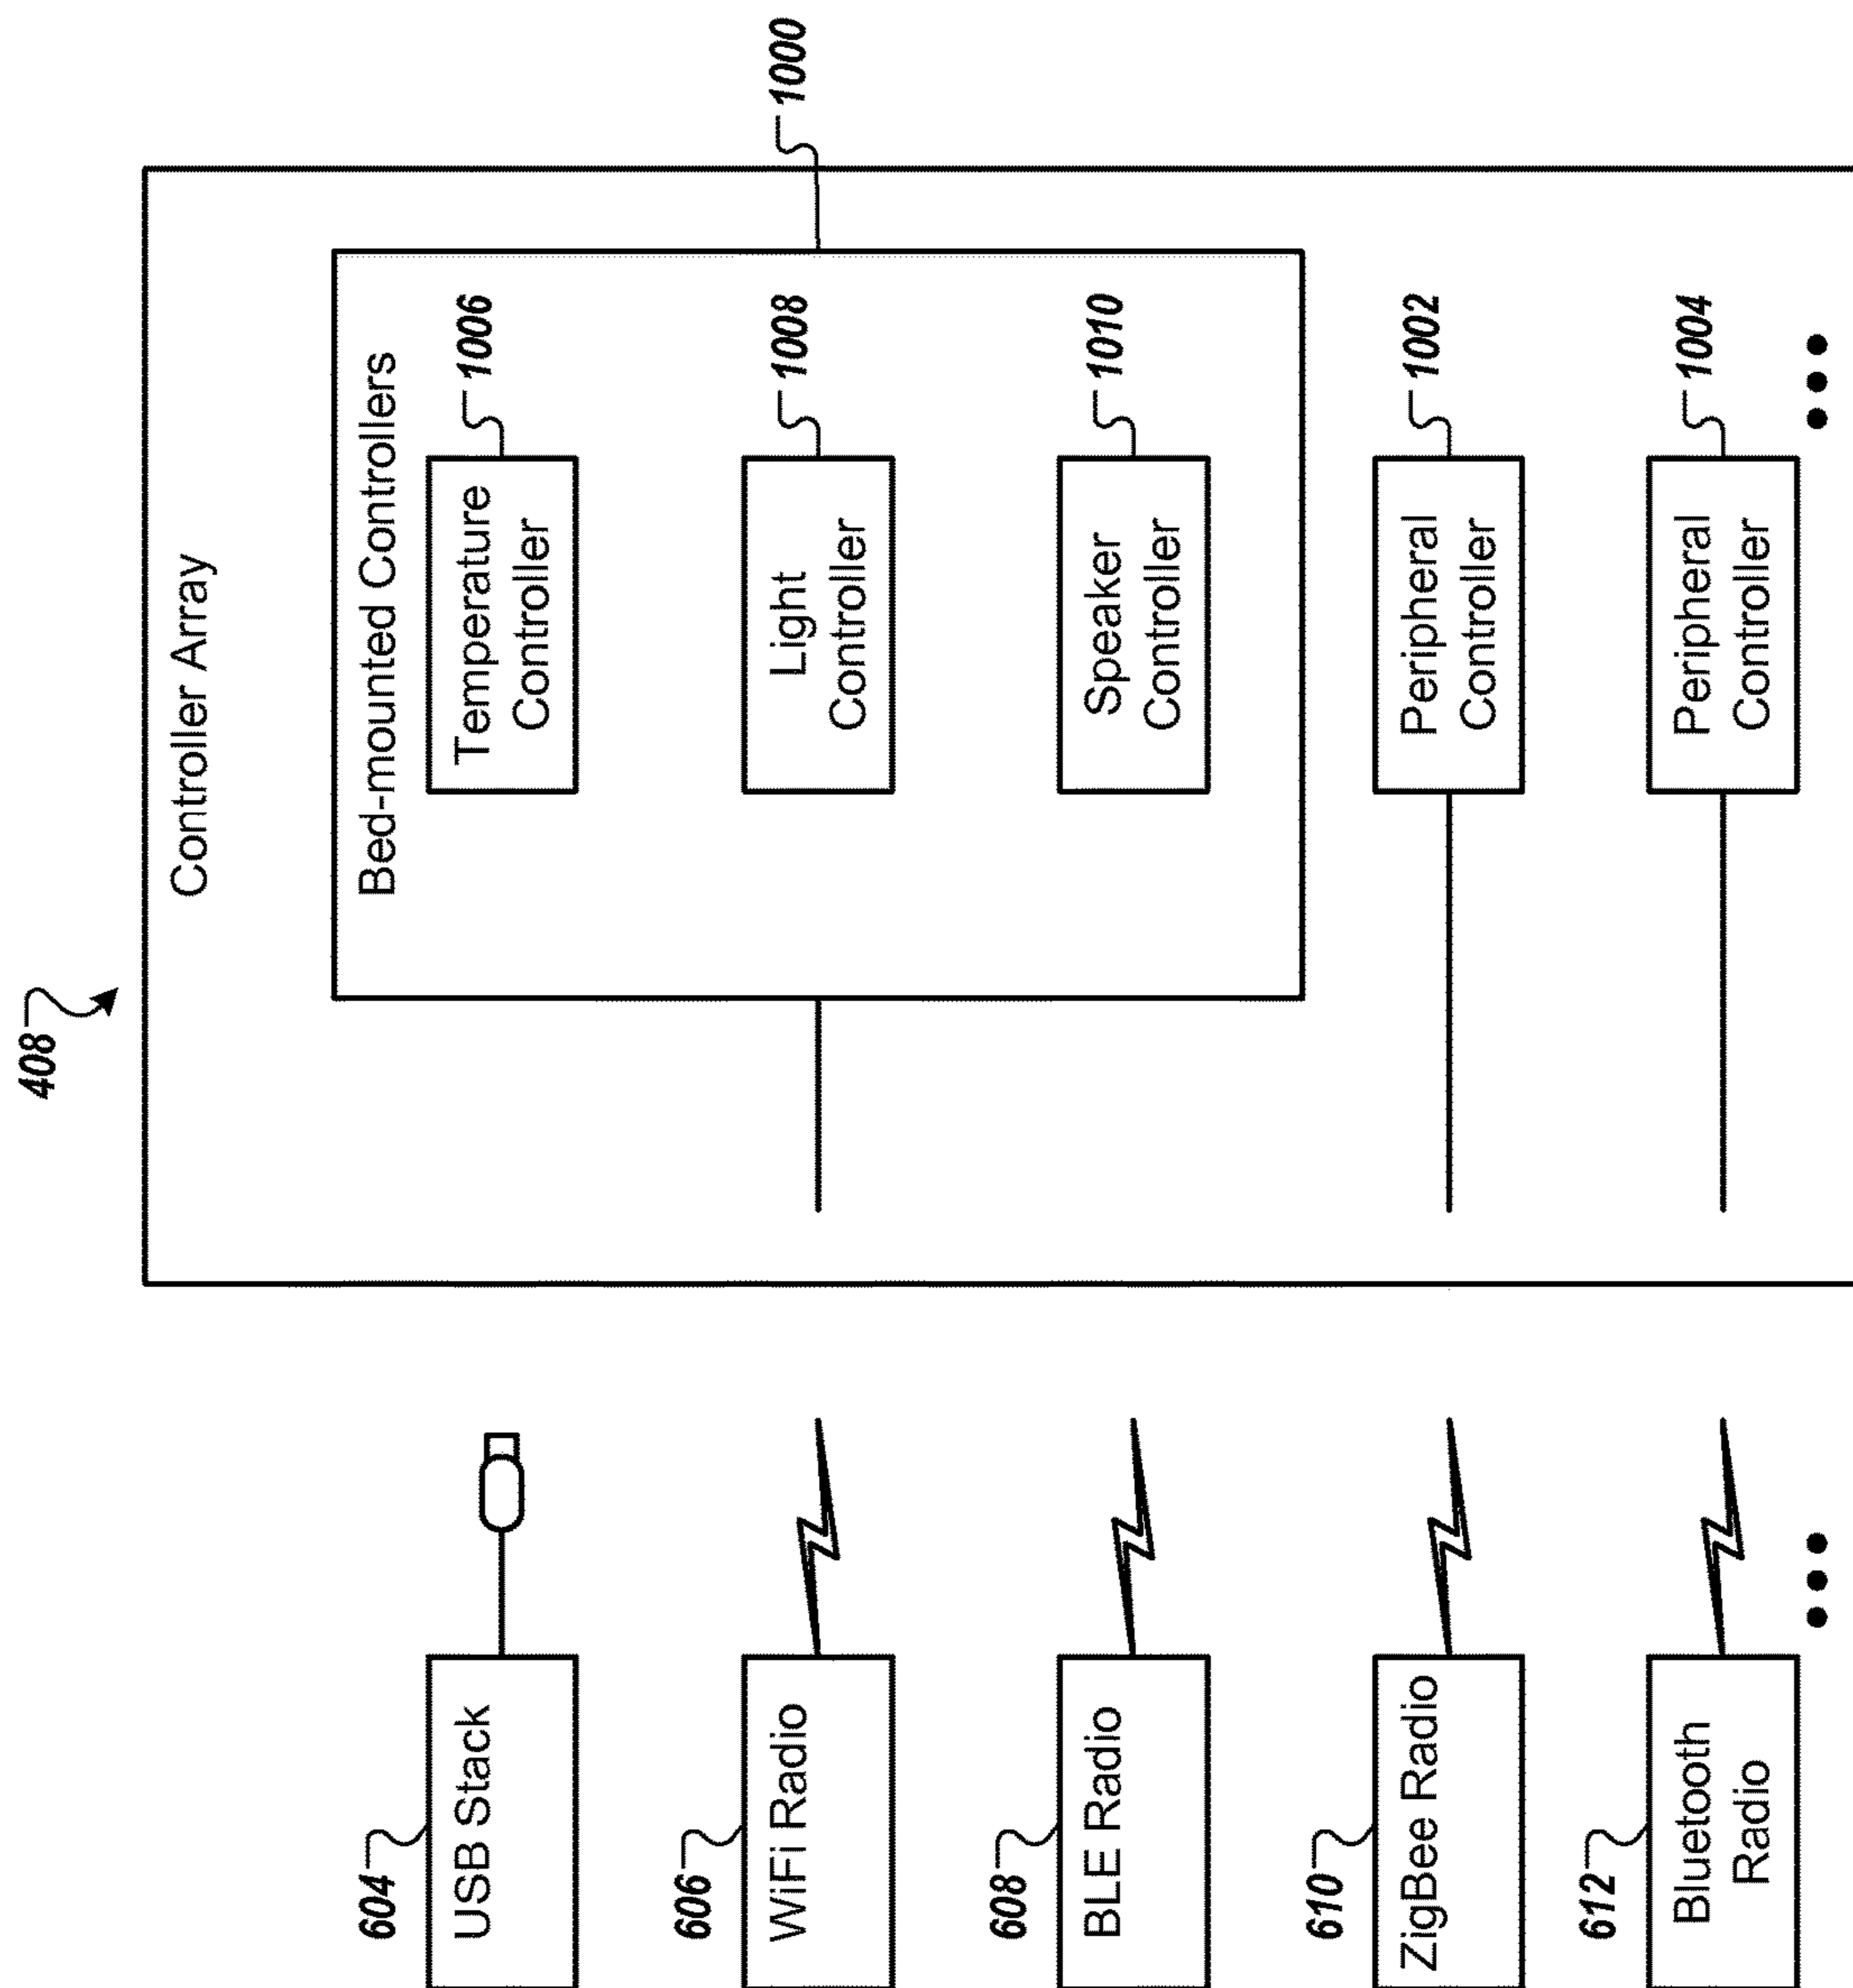 408
Controller Array
1000
Bed-mounted Controllers
604
USB Stack
Temperature
Controller
1006
606
WiFi Radio
Light
Controller
1008
608
BLE Radio
Speaker
Controller
1010
610
ZigBee Radio
Peripheral
Controller
1002
612
Bluetooth
Radio
Peripheral
Controller
1004